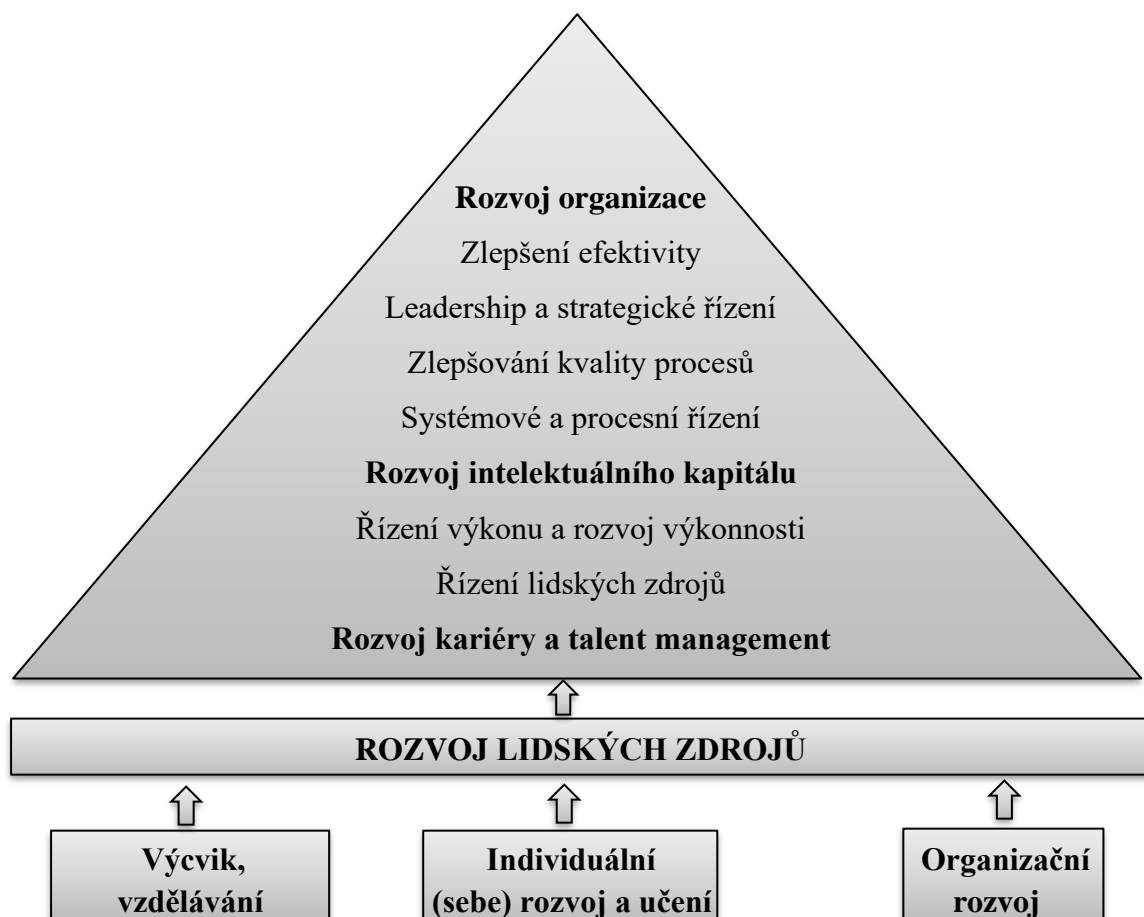 Rozvoj organizace
Zlepšení efektivity
Leadership a strategické řízení
Zlepšování kvality procesů
Systémové a procesní řízení
Rozvoj intelektuálního kapitálu
Řízení výkonu a rozvoj výkonnosti
Řízení lidských zdrojů
Rozvoj kariéry a talent management
ROZVOJ LIDSKÝCH ZDROJŮ
Výcvik,
vzdělávání
Individuální
(sebe) rozvoj a učení
Organizační
rozvoj